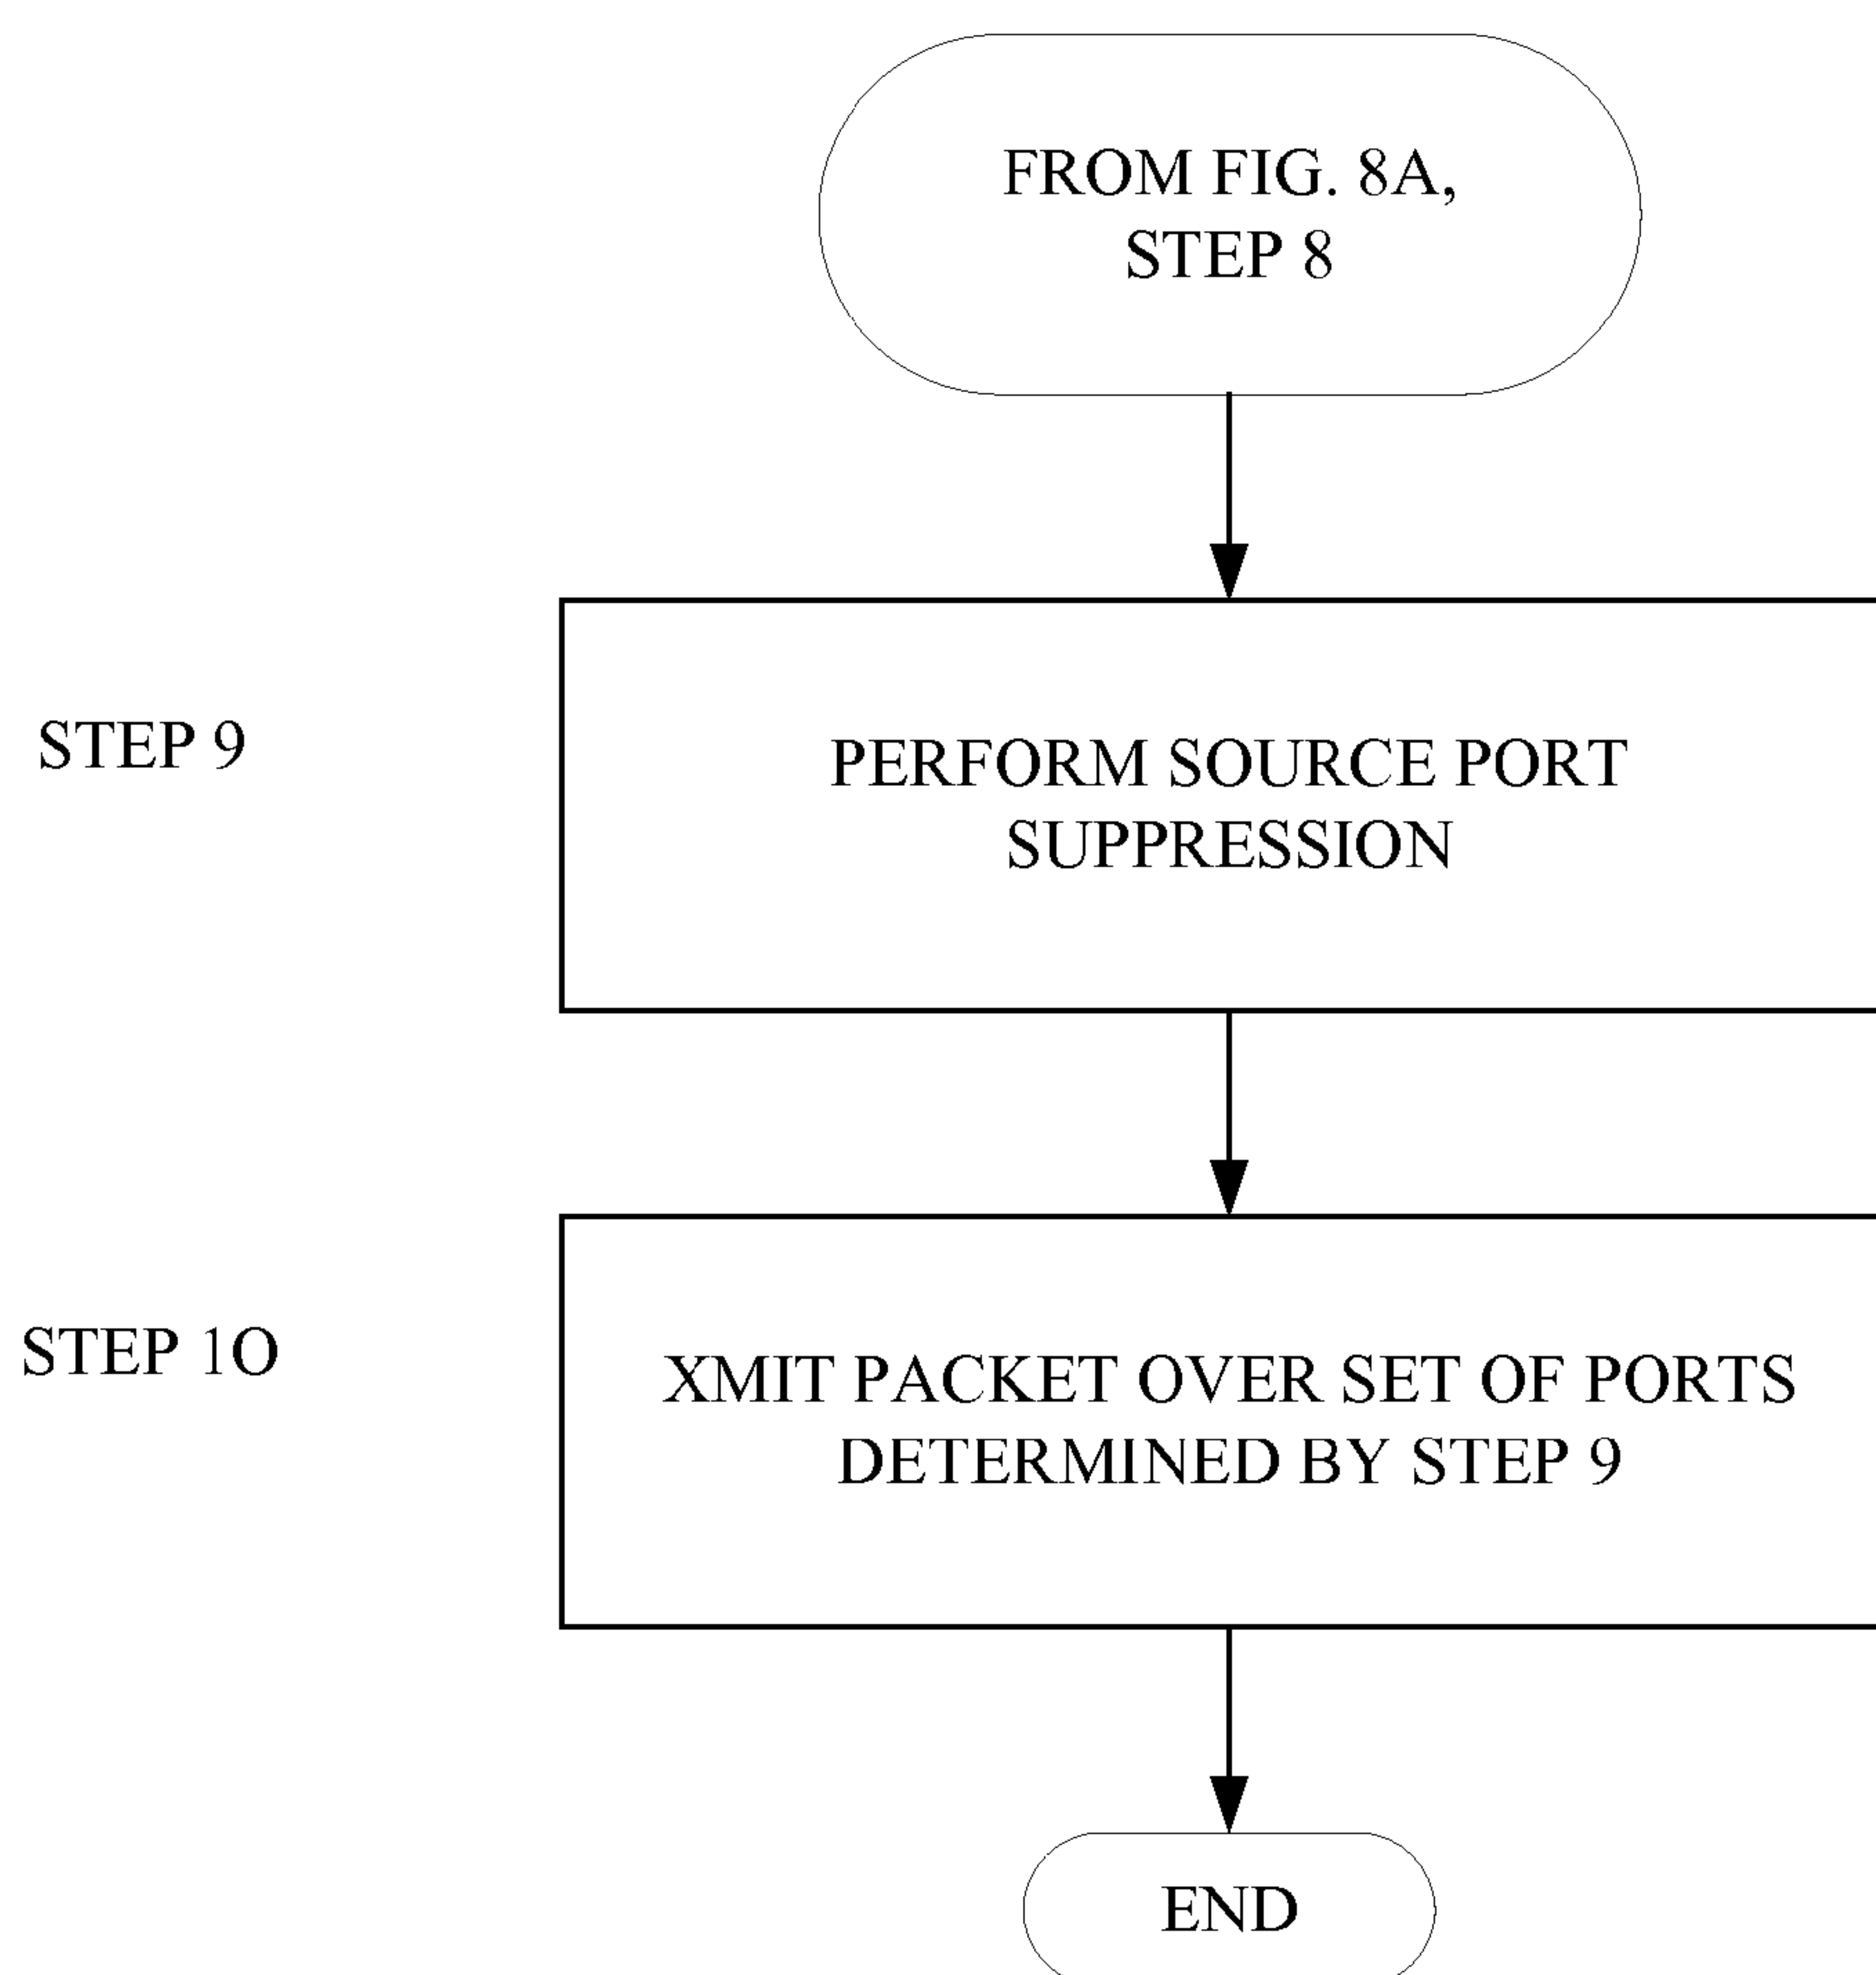 FROM FIG. 8A,
STEP 8
STEP 9
PERFORM SOURCE PORT
SUPPRESSION
STEP 1O
XMIT PACKET OVER SET OF PORTS
DETERMINED BY STEP 9
END